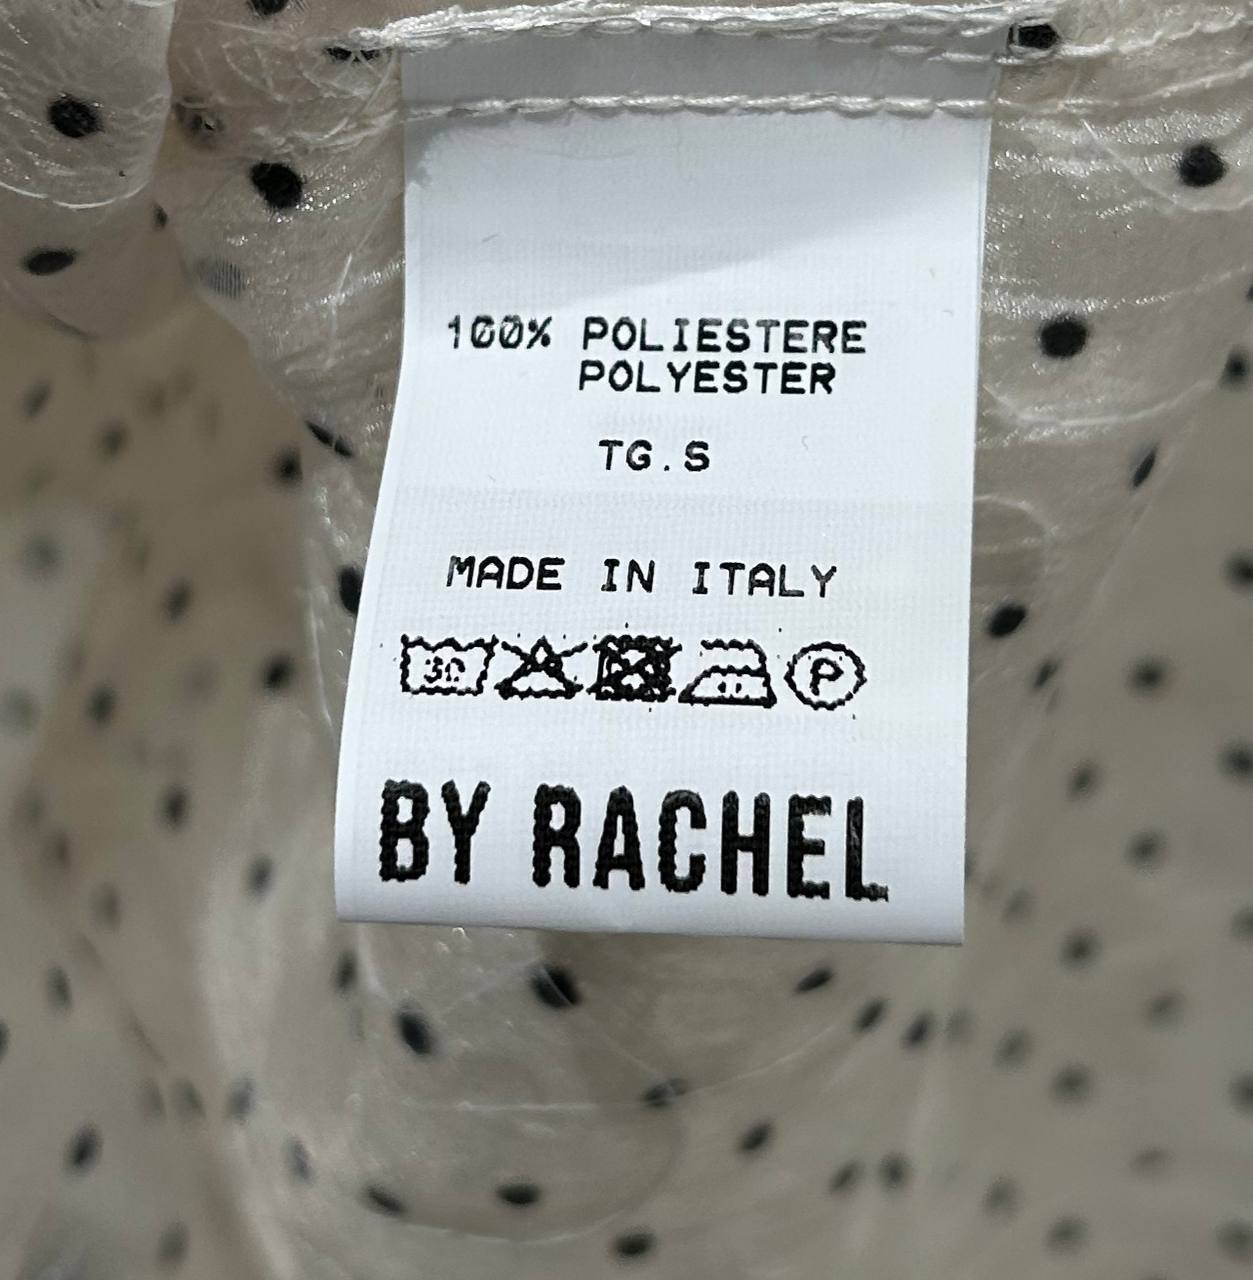 100% POLIESTERE
POLYESTER
TG.S
MADE IN ITALY
30 P
BY RACHEL